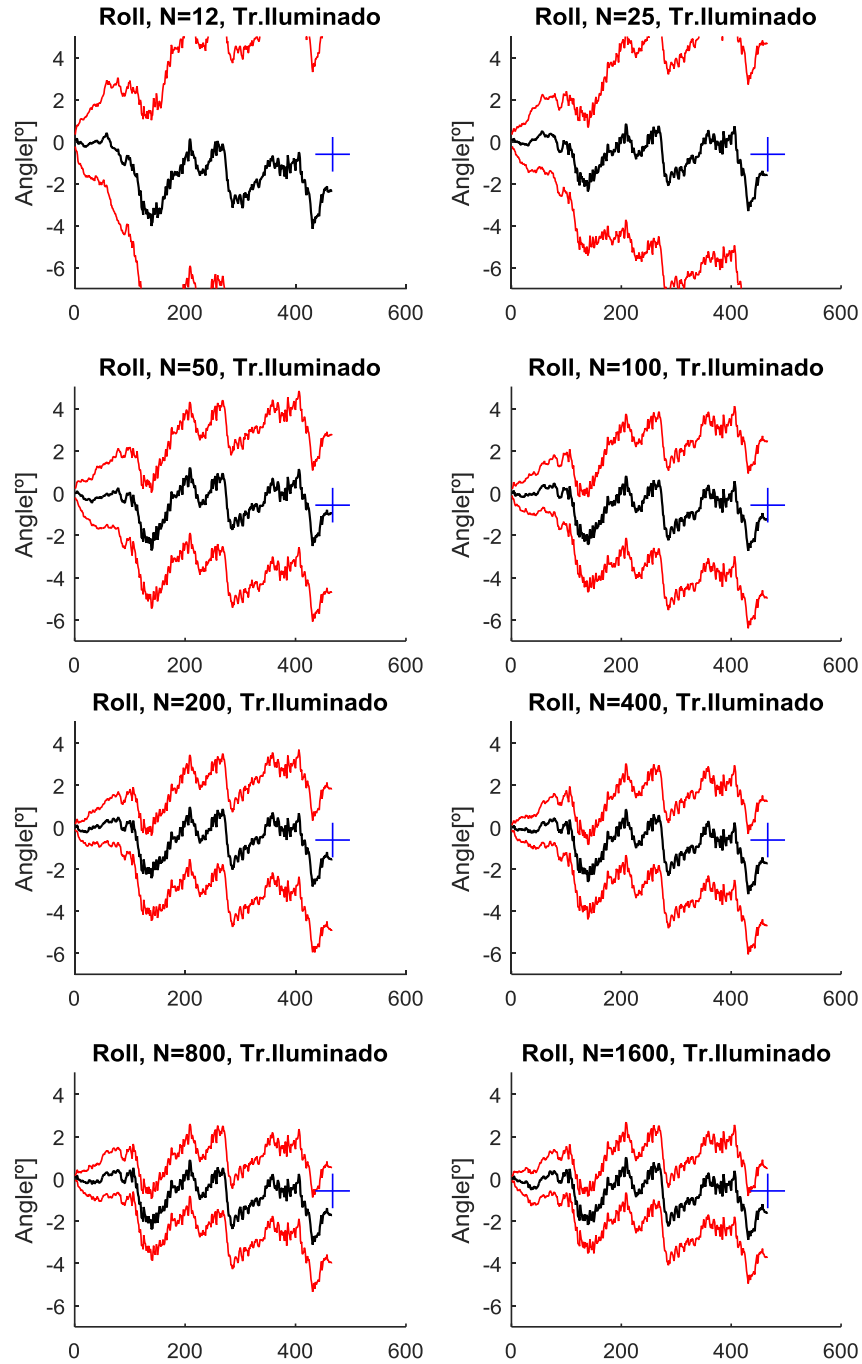 Roll, N=12, Tr.Iluminado
Angle[º]
4
2
0
-2
-4
-6
0 200 400 600
Roll, N=25, Tr.Iluminado
Angle[º]
4
2
0
-2
-4
-6
0 200 400 600
Roll, N=50, Tr.Iluminado
Angle[º]
4
2
0
-2
-4
-6
0 200 400 600
Roll, N=100, Tr.Iluminado
Angle[º]
4
2
0
-2
-4
-6
0 200 400 600
Roll, N=200, Tr.Iluminado
Angle[º]
4
2
0
-2
-4
-6
0 200 400 600
Roll, N=400, Tr.Iluminado
Angle[º]
4
2
0
-2
-4
-6
0 200 400 600
Roll, N=800, Tr.Iluminado
Angle[º]
4
2
0
-2
-4
-6
0 200 400 600
Roll, N=1600, Tr.Iluminado
Angle[º]
4
2
0
-2
-4
-6
0 200 400 600